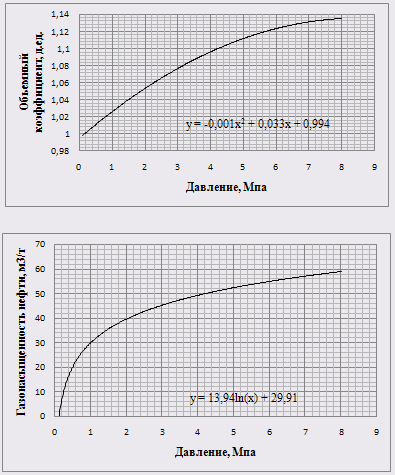 Объемный
коэффициент, д.ед.
1,14
1,12
1,1
1,08
1,06
1,04
1,02
1
0,98
y = -0,001x² + 0,033x + 0,994
0 1 2 3 4 5 6 7 8 9
Давление, Мпа
Газонасыщенность нефти, м3/т
70
60
50
40
30
20
10
0
y = 13,94ln(x) + 29,91
0 1 2 3 4 5 6 7 8 9
Давление, Мпа